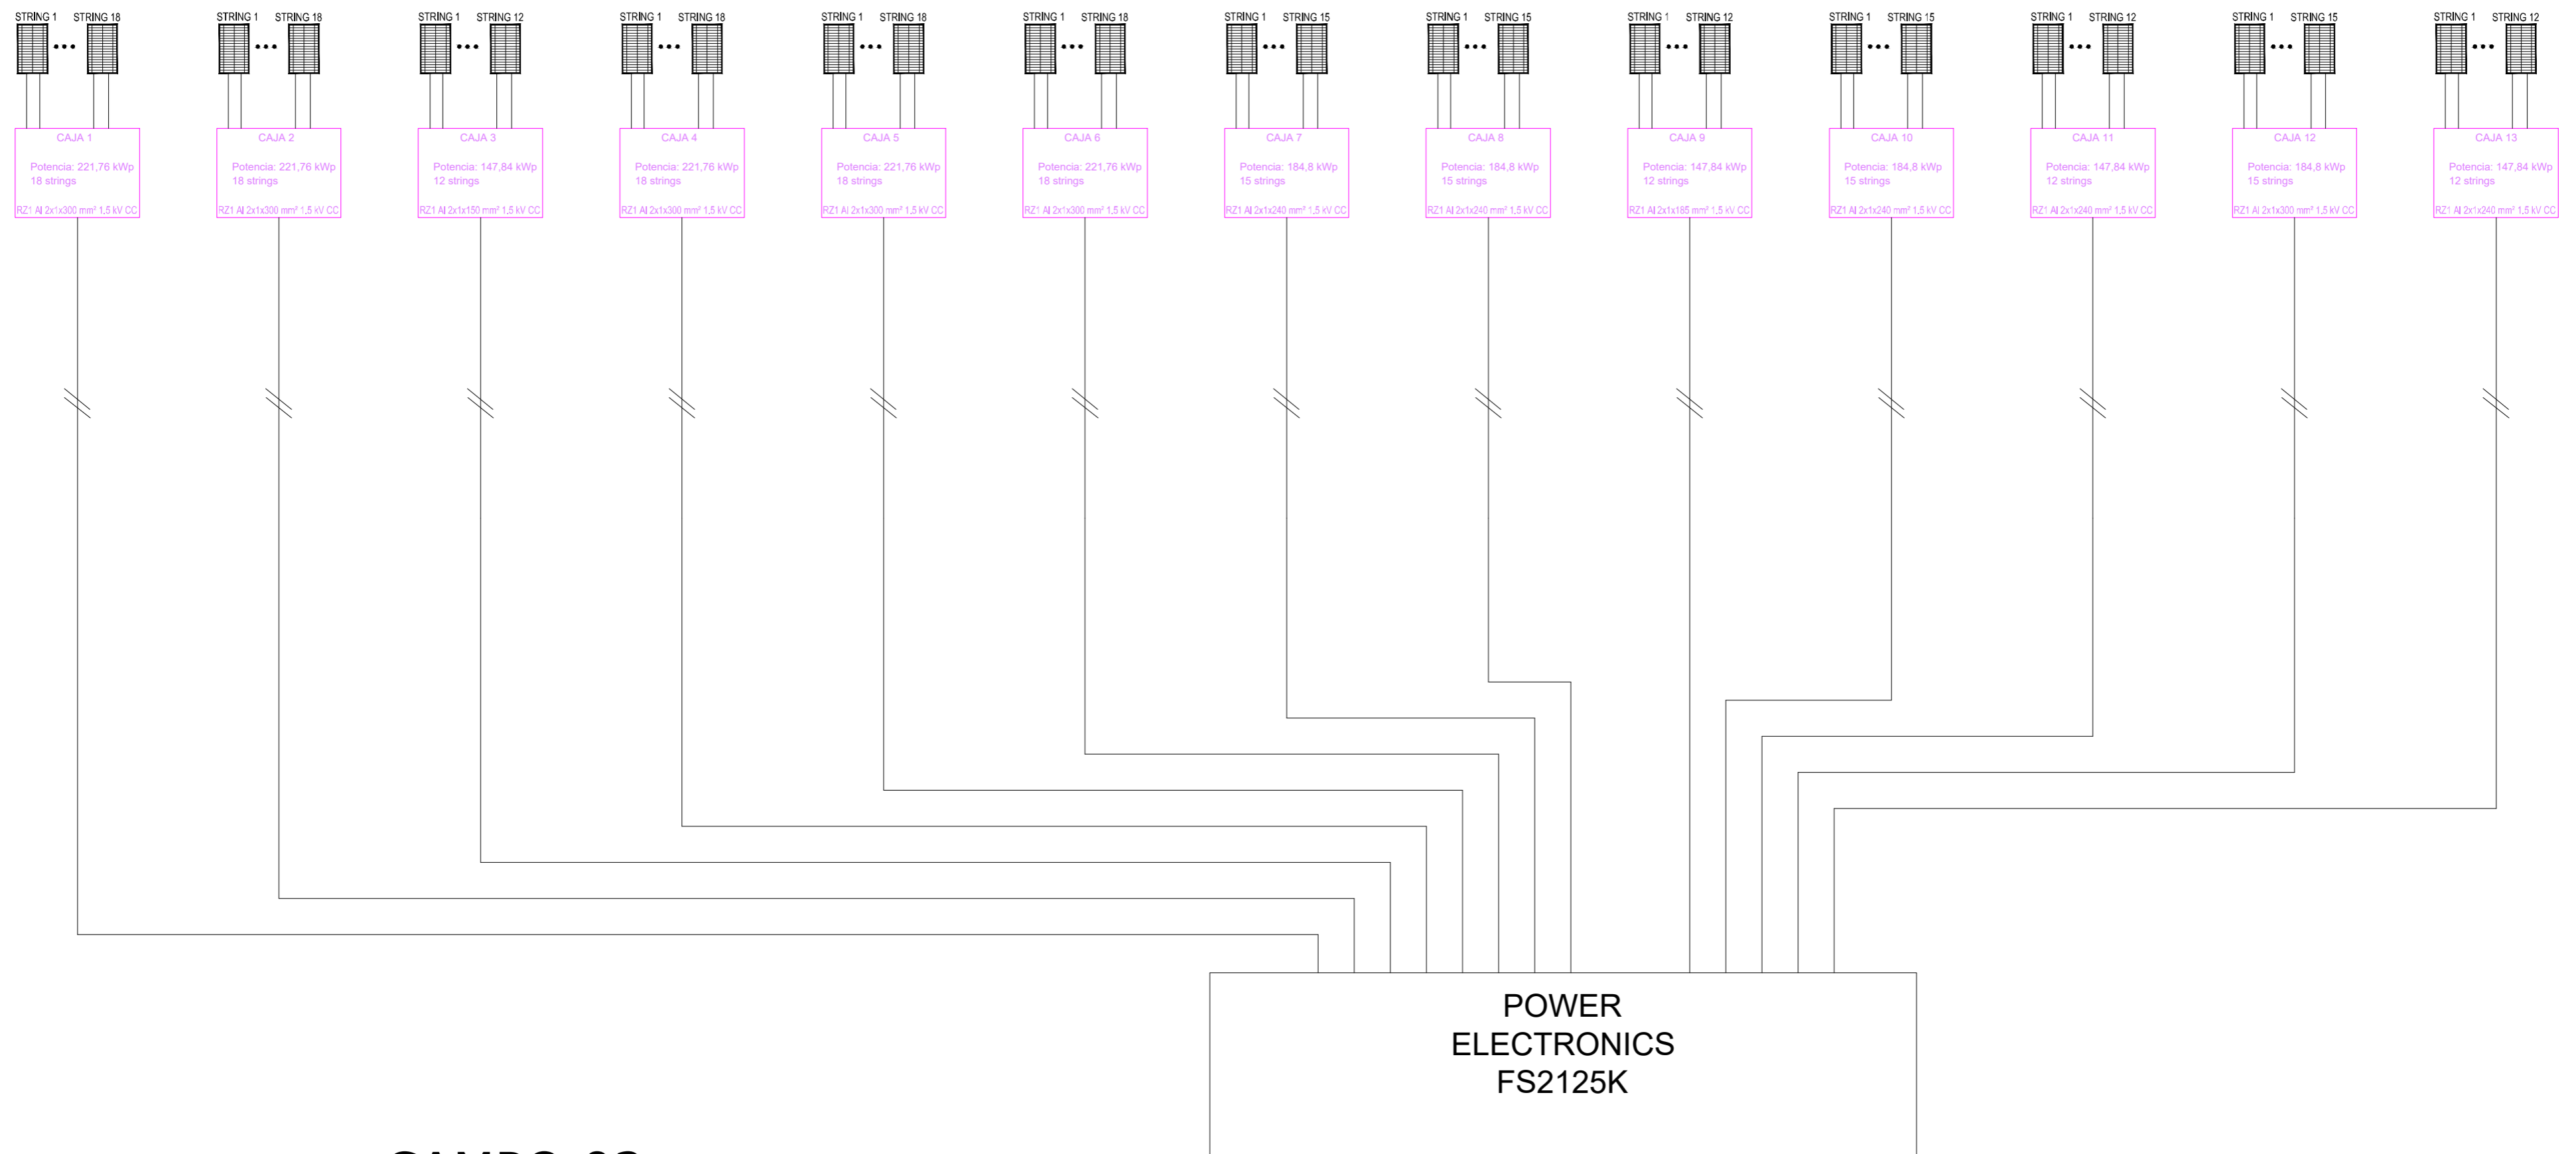 STRING 1 STRING 18
STRING 1 STRING 18
STRING 1 STRING 12
STRING 1 STRING 18
STRING 1 STRING 18
STRING 1 STRING 18
STRING 1 STRING 15
STRING 1 STRING 15
STRING 1 STRING 12
STRING 1 STRING 15
STRING 1 STRING 12
STRING 1 STRING 15
STRING 1 STRING 12
CAJA 1
Potencia: 221,76 kWp
18 strings
RZ1 Al 2x1x300 mm² 1,5 kV CC
CAJA 2
Potencia: 221,76 kWp
18 strings
RZ1 Al 2x1x300 mm² 1,5 kV CC
CAJA 3
Potencia: 147,84 kWp
12 strings
RZ1 Al 2x1x150 mm² 1,5 kV CC
CAJA 4
Potencia: 221,76 kWp
18 strings
RZ1 Al 2x1x300 mm² 1,5 kV CC
CAJA 5
Potencia: 221,76 kWp
18 strings
RZ1 Al 2x1x300 mm² 1,5 kV CC
CAJA 6
Potencia: 221,76 kWp
18 strings
RZ1 Al 2x1x300 mm² 1,5 kV CC
CAJA 7
Potencia: 184,8 kWp
15 strings
RZ1 Al 2x1x240 mm² 1,5 kV CC
CAJA 8
Potencia: 184,8 kWp
15 strings
RZ1 Al 2x1x240 mm² 1,5 kV CC
CAJA 9
Potencia: 147,84 kWp
12 strings
RZ1 Al 2x1x185 mm² 1,5 kV CC
CAJA 10
Potencia: 184,8 kWp
15 strings
RZ1 Al 2x1x240 mm² 1,5 kV CC
CAJA 11
Potencia: 147,84 kWp
12 strings
RZ1 Al 2x1x240 mm² 1,5 kV CC
CAJA 12
Potencia: 184,8 kWp
15 strings
RZ1 Al 2x1x300 mm² 1,5 kV CC
CAJA 13
Potencia: 147,84 kWp
12 strings
RZ1 Al 2x1x240 mm² 1,5 kV CC
POWER
ELECTRONICS
FS2125K